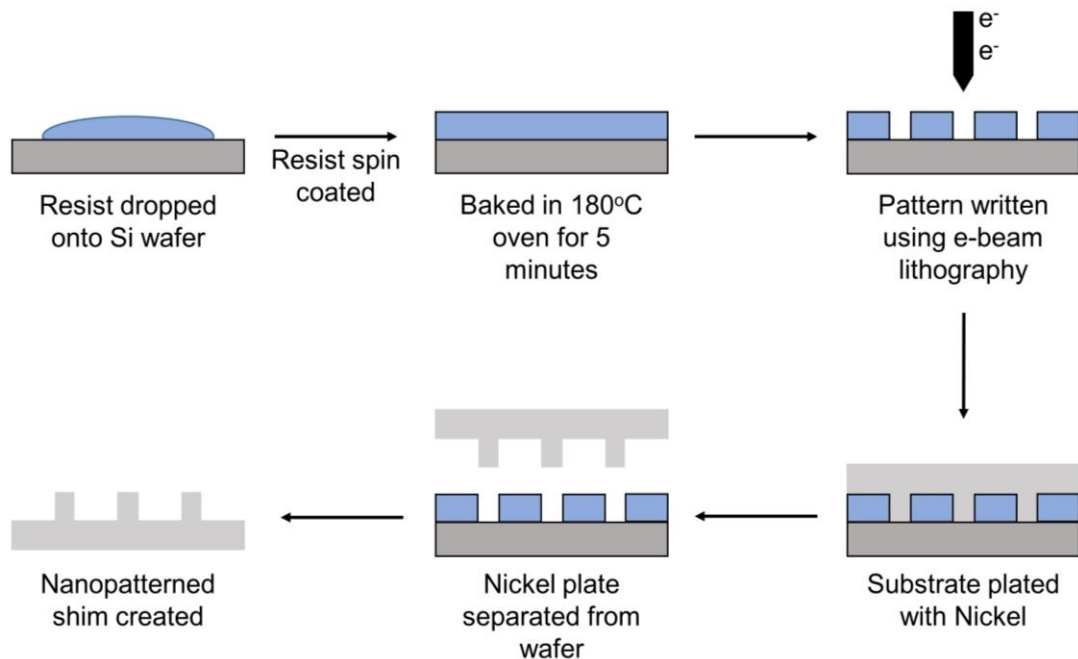 e-
e-
Resist dropped
onto Si wafer
Resist spin
coated
Baked in 180°C
oven for 5
minutes
Pattern written
using e-beam
lithography
Nanopatterned
shim created
Nickel plate
separated from
wafer
Substrate plated
with Nickel